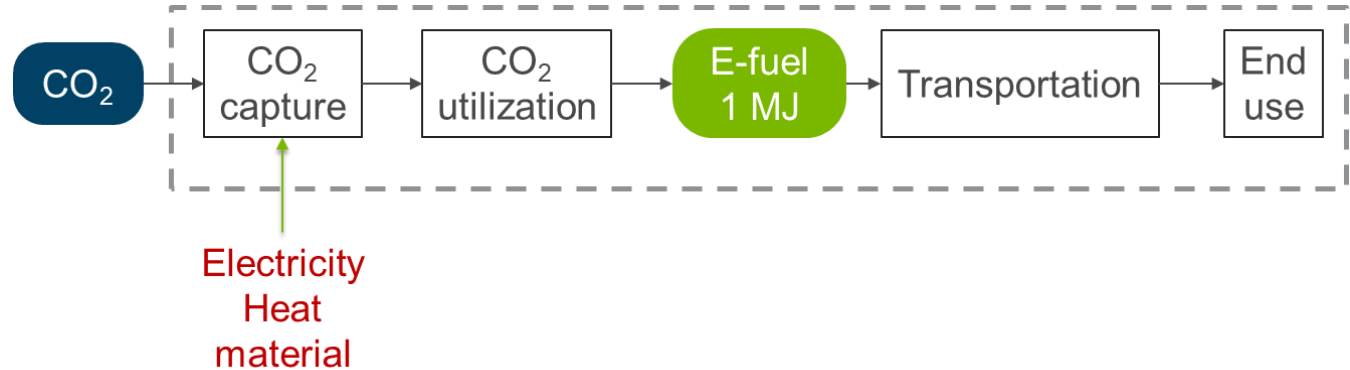 CO₂
CO₂
capture
CO₂
utilization
E-fuel
1 MJ
Transportation
End
use
Electricity
Heat
material